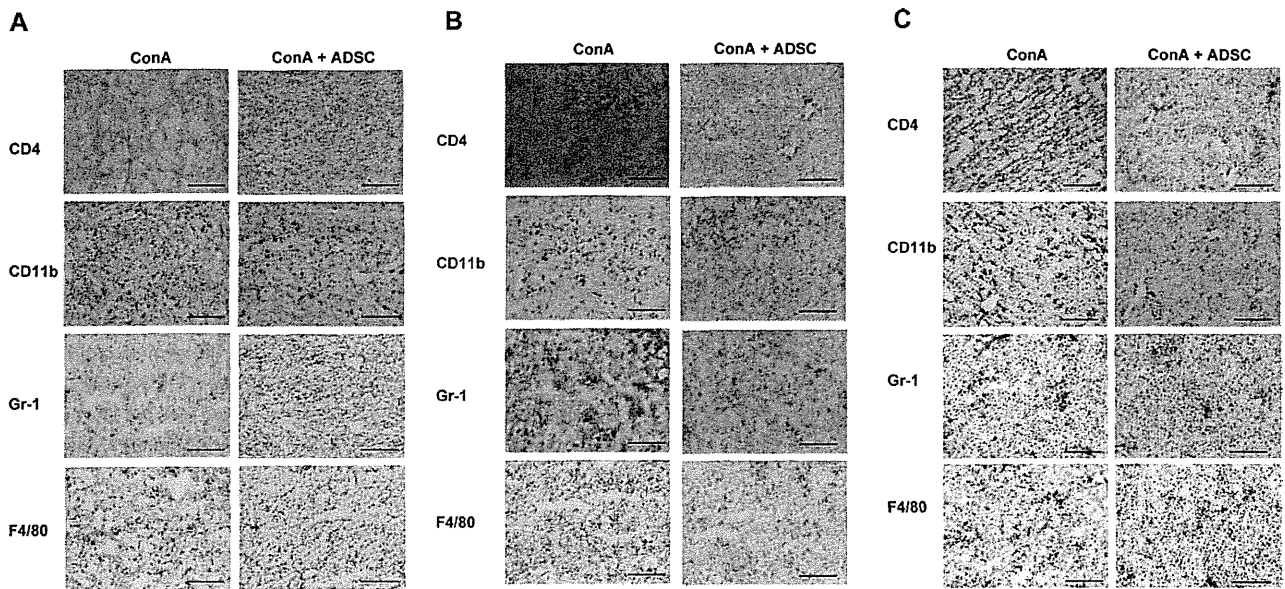 A
ConA
ConA + ADSC
CD4
CD11b
Gr-1
F4/80
B
ConA
ConA + ADSC
CD4
CD11b
Gr-1
F4/80
C
ConA
ConA + ADSC
CD4
CD11b
Gr-1
F4/80